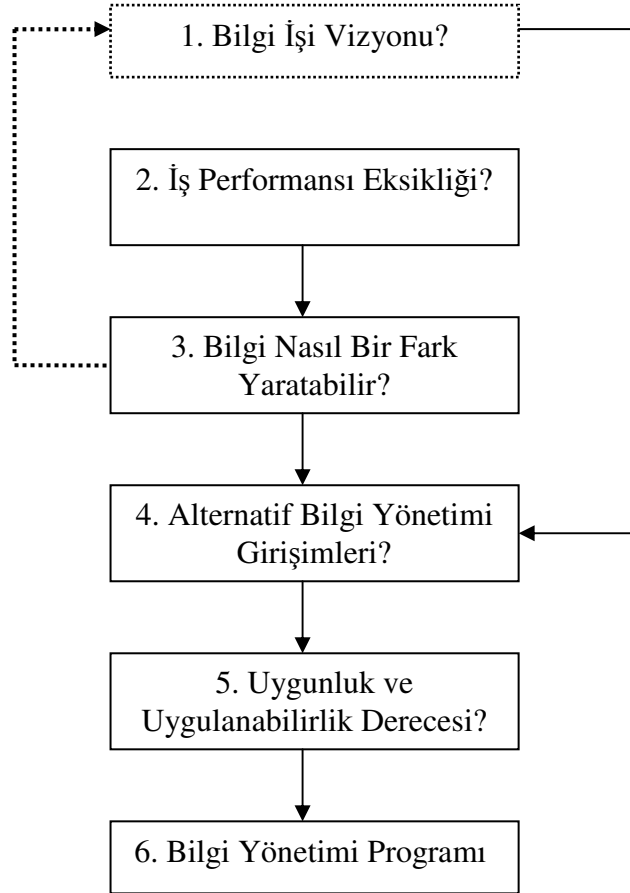 1. Bilgi İşi Vizyonu?
2. İş Performansı Eksikliği?
3. Bilgi Nasıl Bir Fark
Yaratabilir?
4. Alternatif Bilgi Yönetimi
Girişimleri?
5. Uygunluk ve
Uygulanabilirlik Derecesi?
6. Bilgi Yönetimi Programı